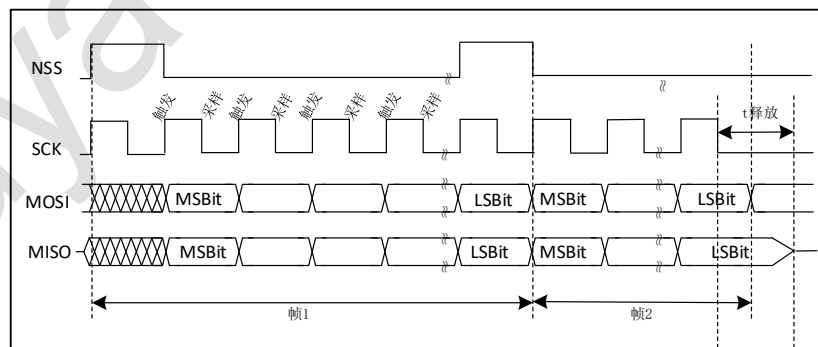 NSS
触发 采样 触发 采样 触发 采样 触发 采样
t释放
SCK
MOSI MSBit LSBit MSBit LSBit
MISO MSBit LSBit MSBit LSBit
帧1 帧2